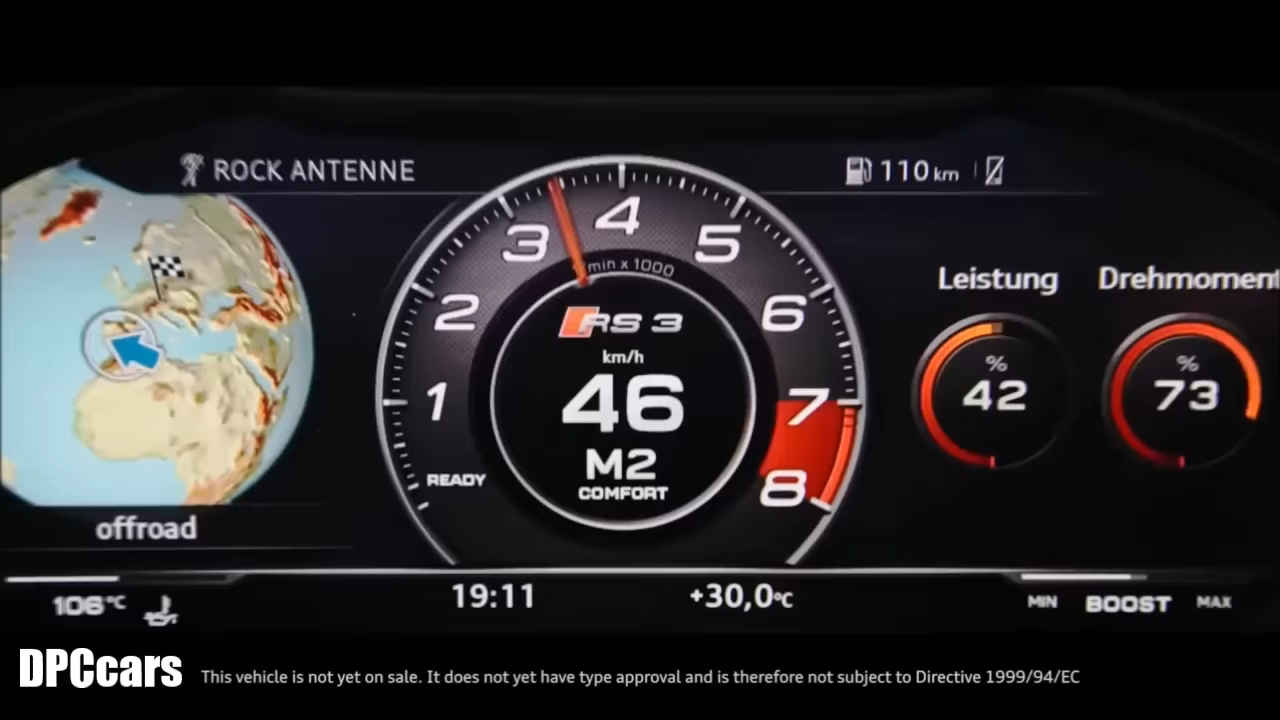 ROCK ANTENNE
110 km
1
2
3
4
5
6
7
8
min x 1000
READY
RS 3
km/h
46
M2
COMFORT
Leistung
%
42
Drehmoment
%
73
offroad
106°C
19:11
+30,0°C
MIN BOOST MAX
DPCcars
This vehicle is not yet on sale. It does not yet have type approval and is therefore not subject to Directive 1999/94/EC